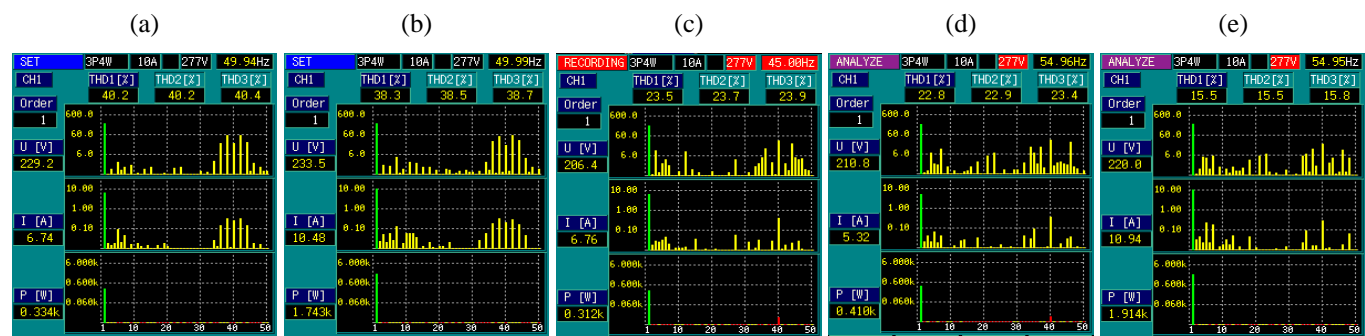 (a) (b) (c) (d) (e)
SET 3P4W 10A 277V 49.94Hz
CH1 THD1[%] THD2[%] THD3[%]
40.2 40.2 40.4
Order
1
600.0
60.0
U [V]
6.0
229.2
10.00
1.00
I [A]
0.10
6.74
6.000k
0.600k
P [W]
0.060k
0.334k
1 10 20 30 40 50
SET 3P4W 10A 277V 49.99Hz
CH1 THD1[%] THD2[%] THD3[%]
38.3 38.5 38.7
Order
1
600.0
60.0
U [V]
6.0
233.5
10.00
1.00
I [A]
0.10
10.48
6.000k
0.600k
P [W]
0.060k
1.743k
1 10 20 30 40 50
RECORDING 3P4W 10A 277V 45.00Hz
CH1 THD1[%] THD2[%] THD3[%]
23.5 23.7 23.9
Order
1
600.0
60.0
U [V]
6.0
206.4
10.00
1.00
I [A]
0.10
6.76
6.000k
0.600k
P [W]
0.060k
0.312k
1 10 20 30 40 50
ANALYZE 3P4W 10A 277V 54.96Hz
CH1 THD1[%] THD2[%] THD3[%]
22.8 22.9 23.4
Order
1
600.0
60.0
U [V]
6.0
210.8
10.00
1.00
I [A]
0.10
5.32
6.000k
0.600k
P [W]
0.060k
0.410k
1 10 20 30 40 50
ANALYZE 3P4W 10A 277V 54.95Hz
CH1 THD1[%] THD2[%] THD3[%]
15.5 15.5 15.8
Order
1
600.0
60.0
U [V]
6.0
220.0
10.00
1.00
I [A]
0.10
10.94
6.000k
0.600k
P [W]
0.060k
1.914k
1 10 20 30 40 50